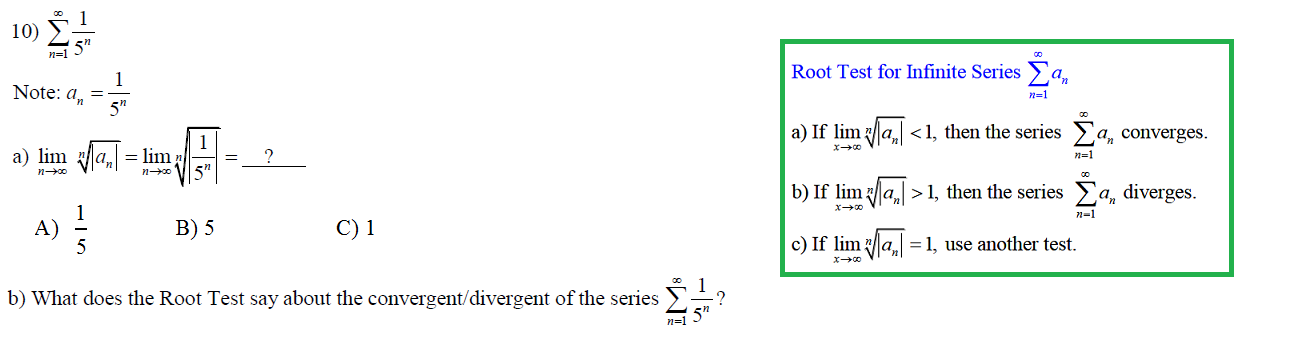 10) \sum_{n=1}^{\infty} \frac{1}{5^n}
Note: a_n = \frac{1}{5^n}
a) \lim_{n \to \infty} \sqrt[n]{|a_n|} = \lim_{n \to \infty} \sqrt[n]{\left|\frac{1}{5^n}\right|} = __?__
A) \frac{1}{5} B) 5 C) 1
b) What does the Root Test say about the convergent/divergent of the series \sum_{n=1}^{\infty} \frac{1}{5^n}?
Root Test for Infinite Series \sum_{n=1}^{\infty} a_n
a) If \lim_{x \to \infty} \sqrt[n]{|a_n|} < 1, then the series \sum_{n=1}^{\infty} a_n converges.
b) If \lim_{x \to \infty} \sqrt[n]{|a_n|} > 1, then the series \sum_{n=1}^{\infty} a_n diverges.
c) If \lim_{x \to \infty} \sqrt[n]{|a_n|} = 1, use another test.